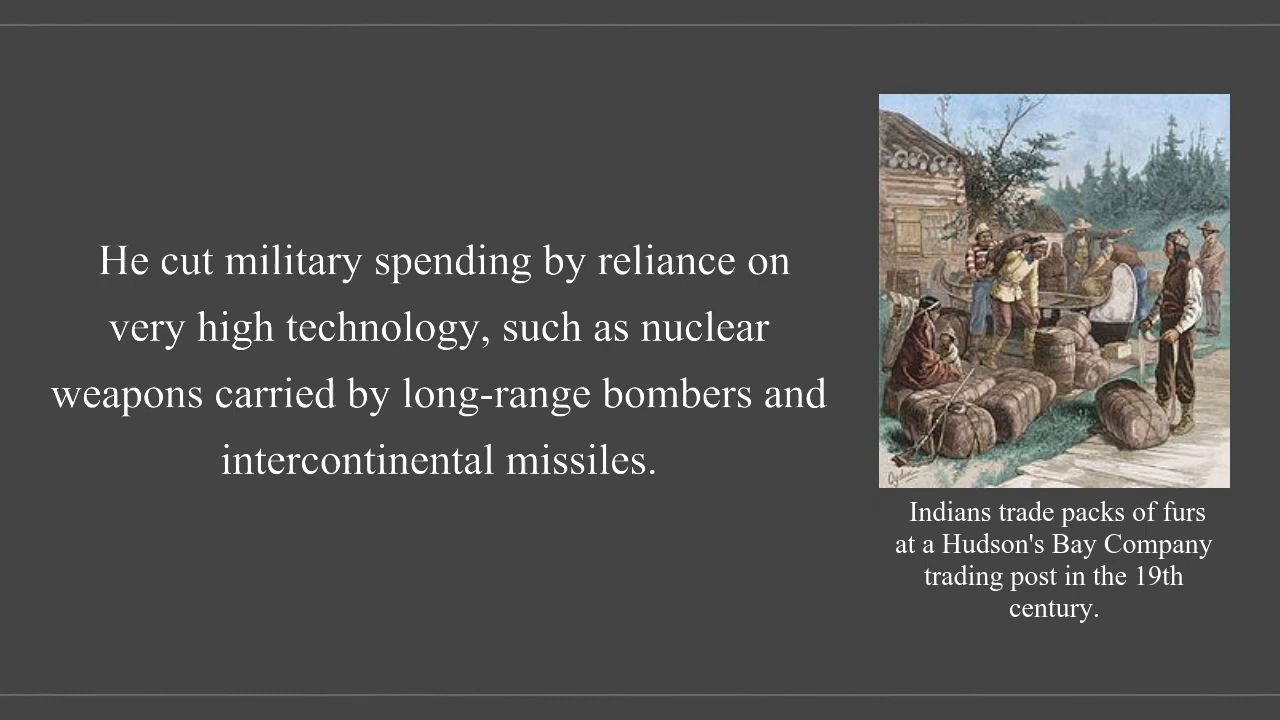 He cut military spending by reliance on
very high technology, such as nuclear
weapons carried by long-range bombers and
intercontinental missiles.
Indians trade packs of furs
at a Hudson's Bay Company
trading post in the 19th
century.